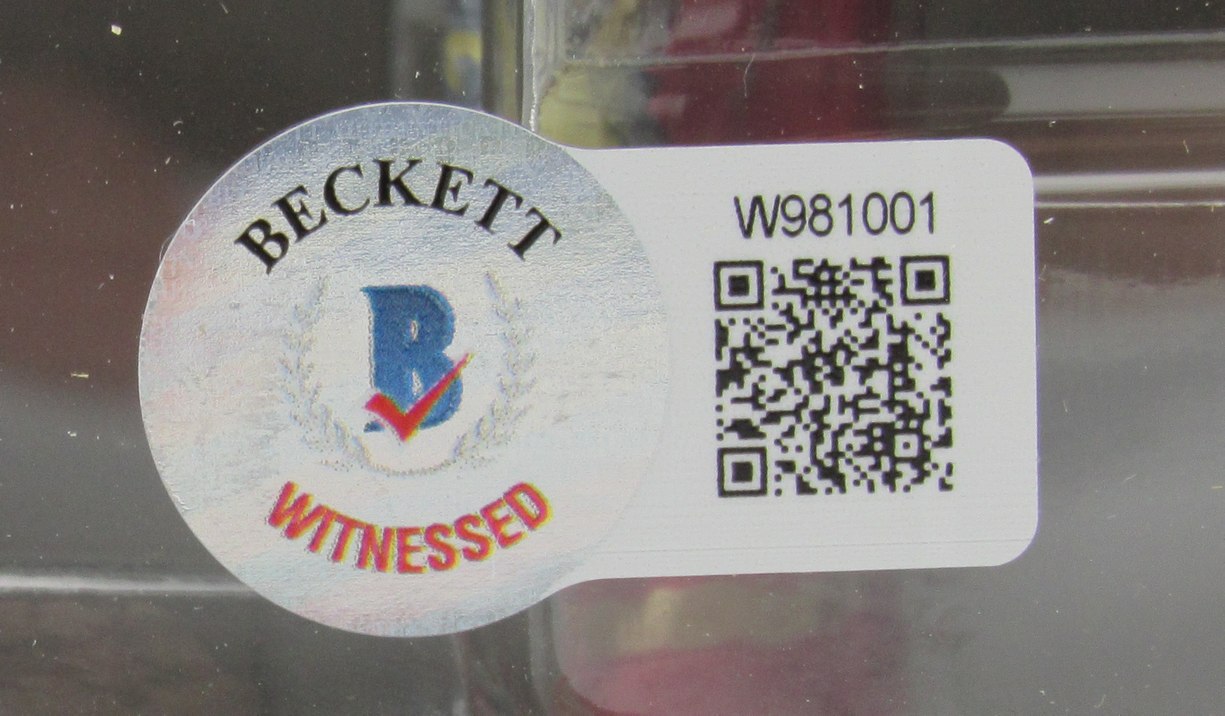 BECKETT
B
WITNESSED
W981001